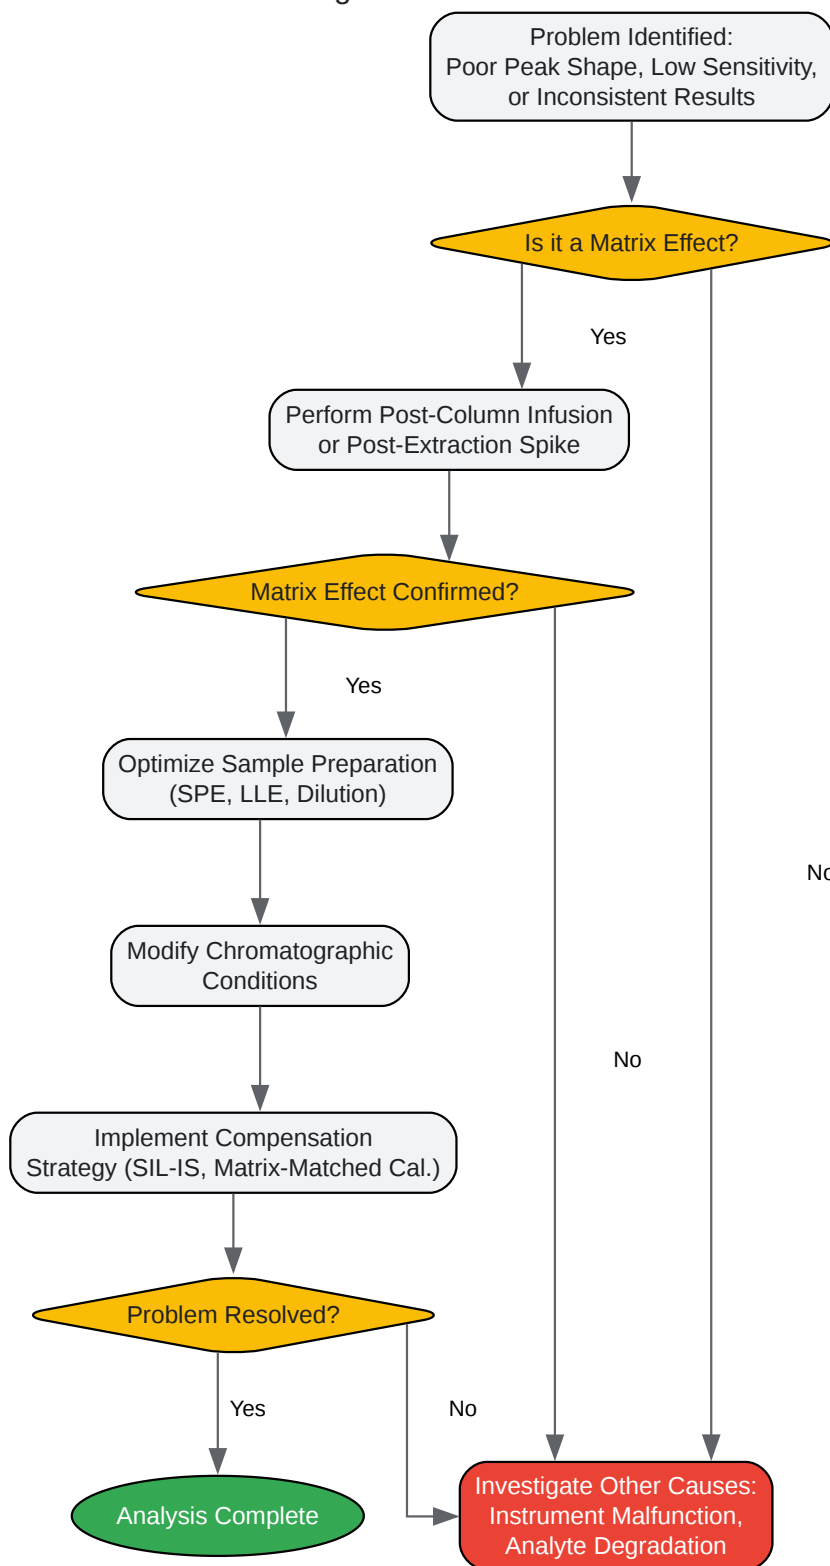 Problem Identified:
Poor Peak Shape, Low Sensitivity,
or Inconsistent Results
Is it a Matrix Effect?
Yes
Perform Post-Column Infusion
or Post-Extraction Spike
Matrix Effect Confirmed?
Yes
Optimize Sample Preparation
(SPE, LLE, Dilution)
No
Modify Chromatographic
Conditions
No
Implement Compensation
Strategy (SIL-IS, Matrix-Matched Cal.)
Problem Resolved?
Yes
No
Analysis Complete
Investigate Other Causes:
Instrument Malfunction,
Analyte Degradation